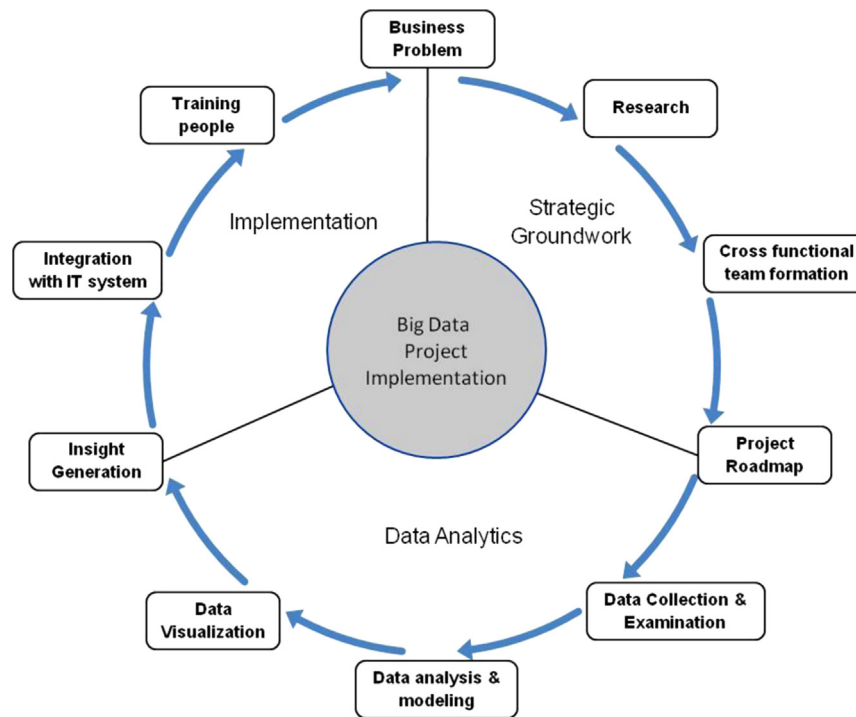 Business
Problem
Research
Cross functional
team formation
Project
Roadmap
Data Collection &
Examination
Data analysis &
modeling
Data
Visualization
Insight
Generation
Integration
with IT system
Training
people
Strategic
Groundwork
Data Analytics
Implementation
Big Data
Project
Implementation